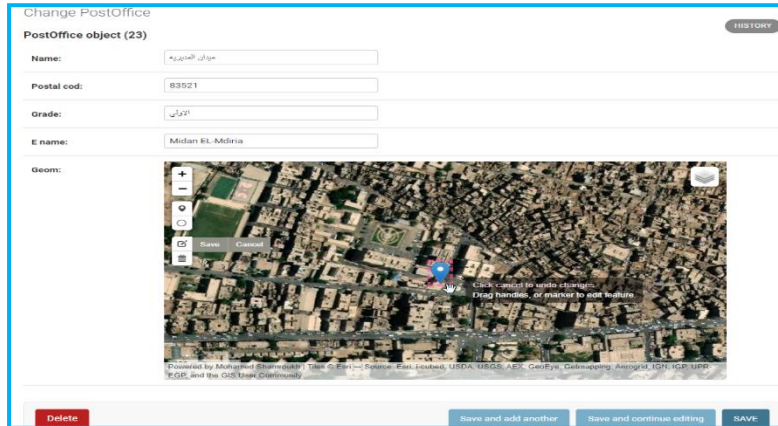 Change PostOffice
HISTORY
PostOffice object (23)
Name: ميدان المديريه
Postal cod: 83521
Grade: الاولى
E name: Midan EL-Mdiria
Geom:
+
−
Save Cancel
Click cancel to undo changes.
Drag handles, or marker to edit feature.
Powered by Mohamed Shamroukh | Tiles © Esri — Source: Esri, i-cubed, USDA, USGS, AEX, GeoEye, Getmapping, Aerogrid, IGN, IGP, UPR-
EGP, and the GIS User Community
Delete Save and add another Save and continue editing SAVE